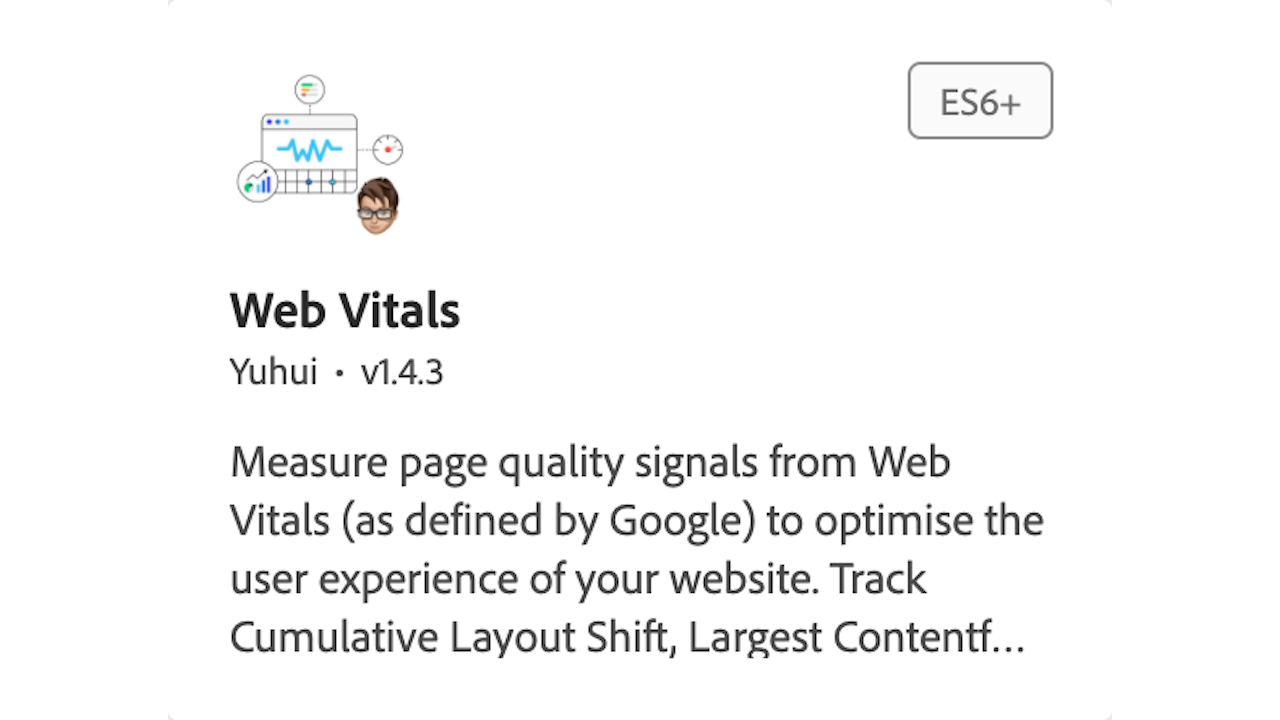 ES6+
Web Vitals
Yuhui • v1.4.3
Measure page quality signals from Web
Vitals (as defined by Google) to optimise the
user experience of your website. Track
Cumulative Layout Shift, Largest Contentf...